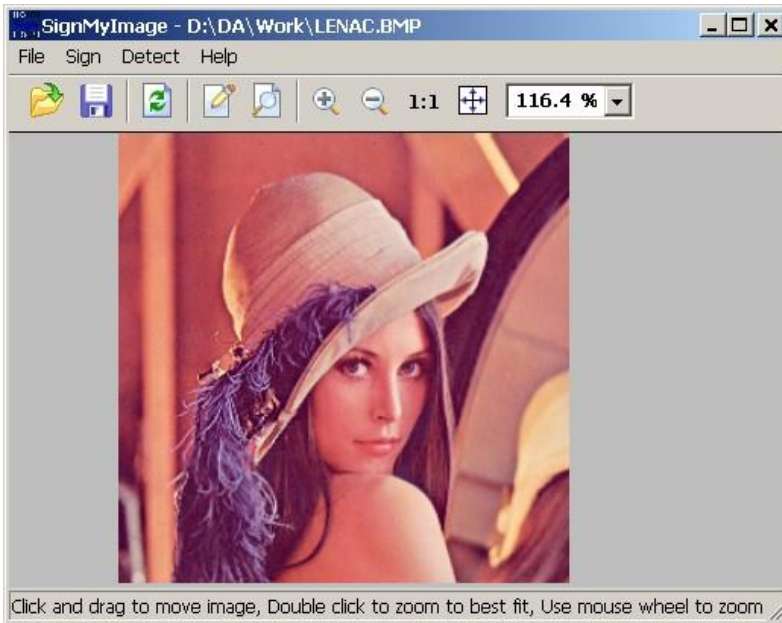 SignMyImage - D:\DA\Work\LENAC.BMP
File Sign Detect Help
1:1 116.4 %
Click and drag to move image, Double click to zoom to best fit, Use mouse wheel to zoom